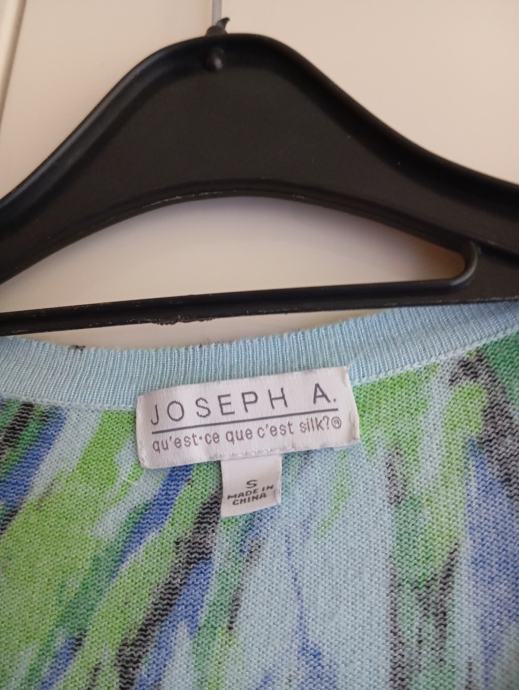 JOSEPH A.
qu'est-ce que c'est silk?®
S
MADE IN
CHINA